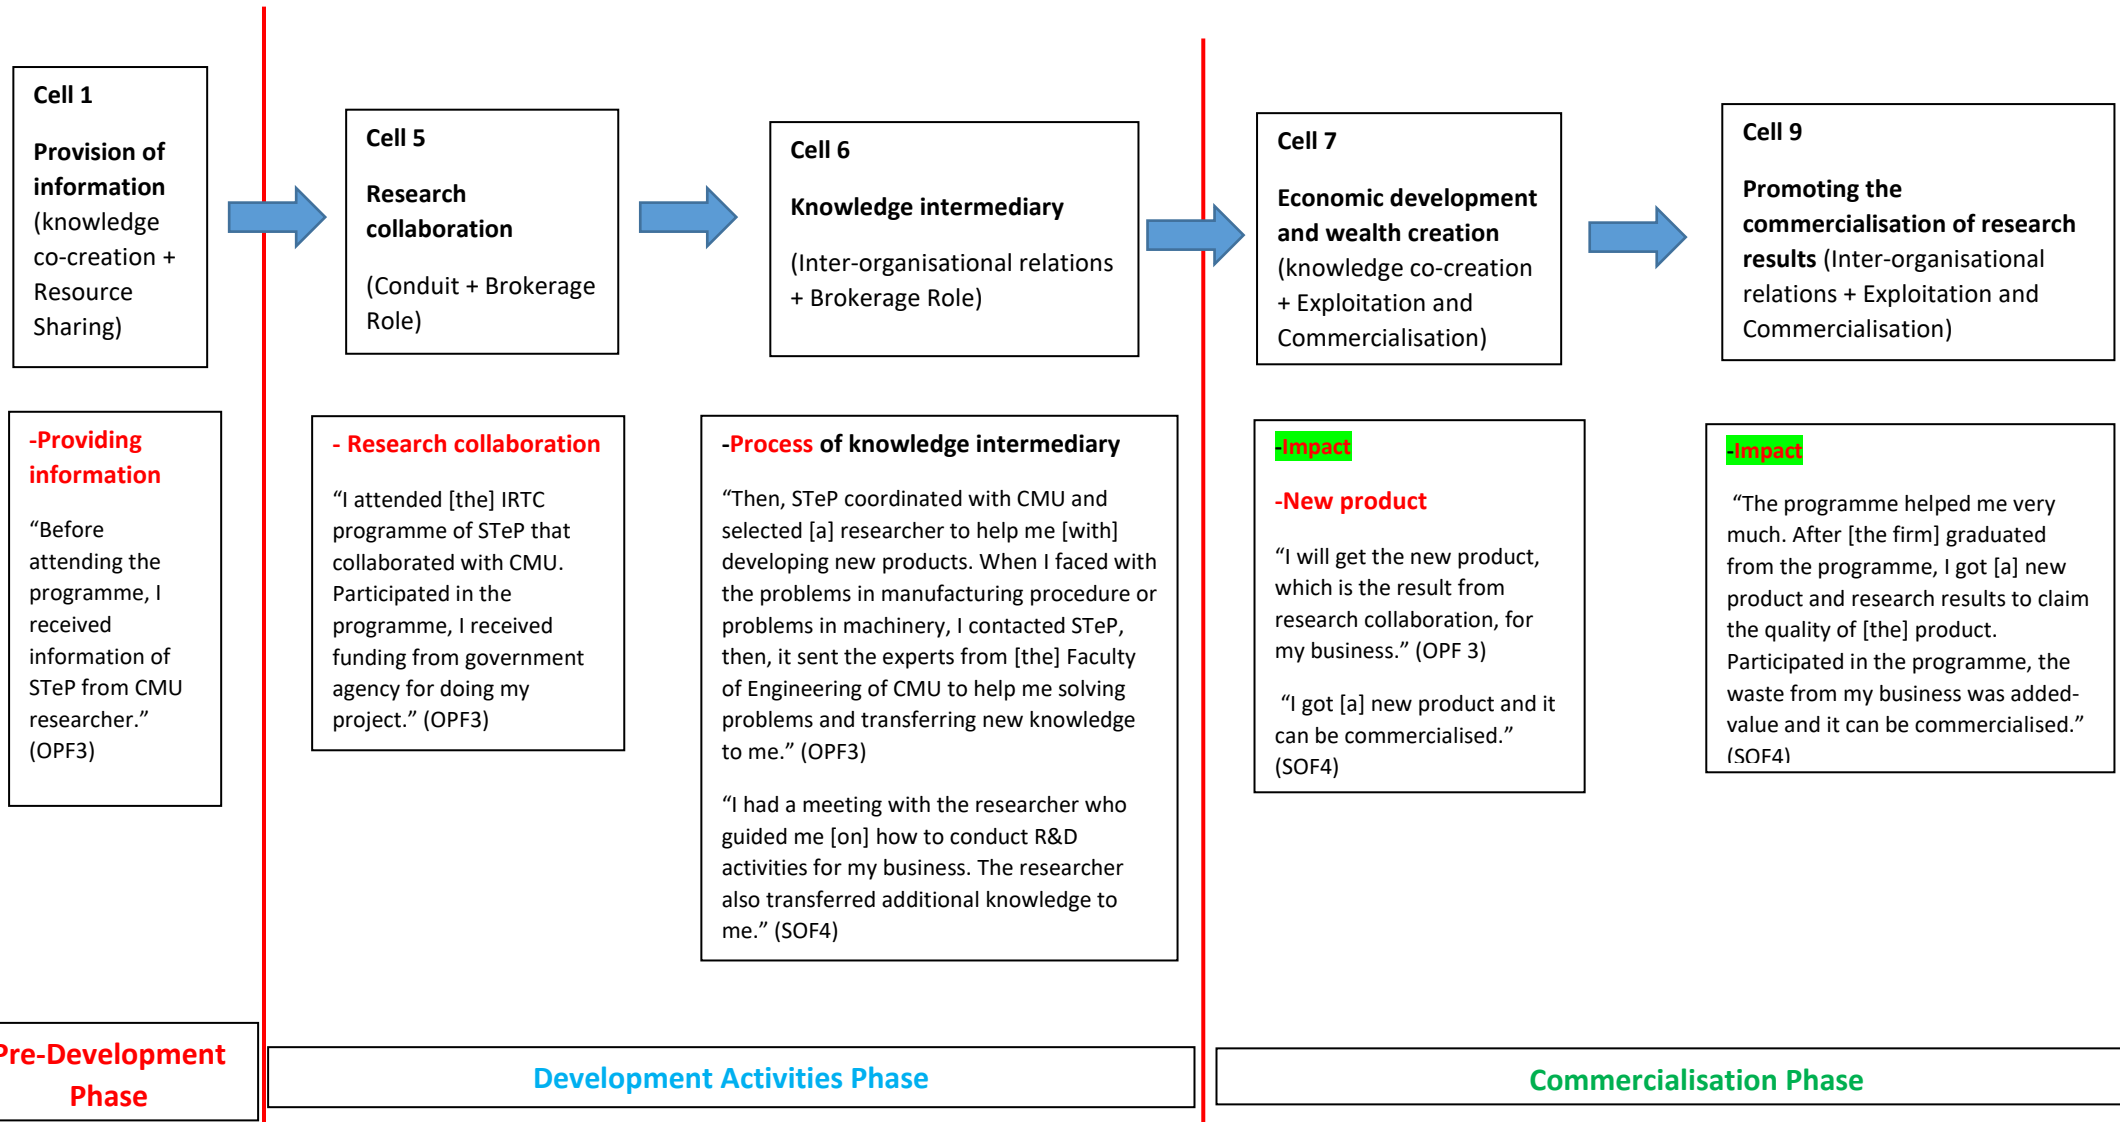 Cell 1
Provision of
information
(knowledge
co-creation +
Resource
Sharing)
Cell 5
Research
collaboration
(Conduit + Brokerage
Role)
Cell 6
Knowledge intermediary
(Inter-organisational relations
+ Brokerage Role)
Cell 7
Economic development
and wealth creation
(knowledge co-creation
+ Exploitation and
Commercialisation)
Cell 9
Promoting the
commercialisation of research
results (Inter-organisational
relations + Exploitation and
Commercialisation)
-Providing
information
“Before
attending the
programme, I
received
information of
STeP from CMU
researcher.”
(OPF3)
- Research collaboration
“I attended [the] IRTC
programme of STeP that
collaborated with CMU.
Participated in the
programme, I received
funding from government
agency for doing my
project.” (OPF3)
-Process of knowledge intermediary
“Then, STeP coordinated with CMU and
selected [a] researcher to help me [with]
developing new products. When I faced with
the problems in manufacturing procedure or
problems in machinery, I contacted STeP,
then, it sent the experts from [the] Faculty
of Engineering of CMU to help me solving
problems and transferring new knowledge
to me.” (OPF3)
“I had a meeting with the researcher who
guided me [on] how to conduct R&D
activities for my business. The researcher
also transferred additional knowledge to
me.” (SOF4)
-Impact
-New product
“I will get the new product,
which is the result from
research collaboration, for
my business.” (OPF 3)
“I got [a] new product and it
can be commercialised.”
(SOF4)
-Impact
“The programme helped me very
much. After [the firm] graduated
from the programme, I got [a] new
product and research results to claim
the quality of [the] product.
Participated in the programme, the
waste from my business was added-
value and it can be commercialised.”
(SOF4)
Pre-Development
Phase
Development Activities Phase
Commercialisation Phase